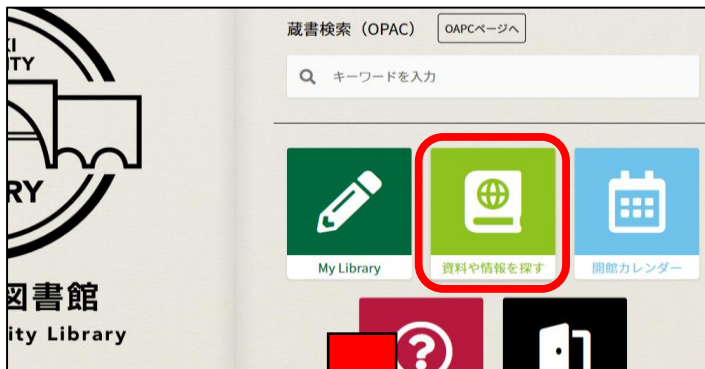 蔵書検索（OPAC）
OAPCページへ
キーワードを入力
KI
ITY
RY
図書館
ity Library
My Library
資料や情報を探す
開館カレンダー
?